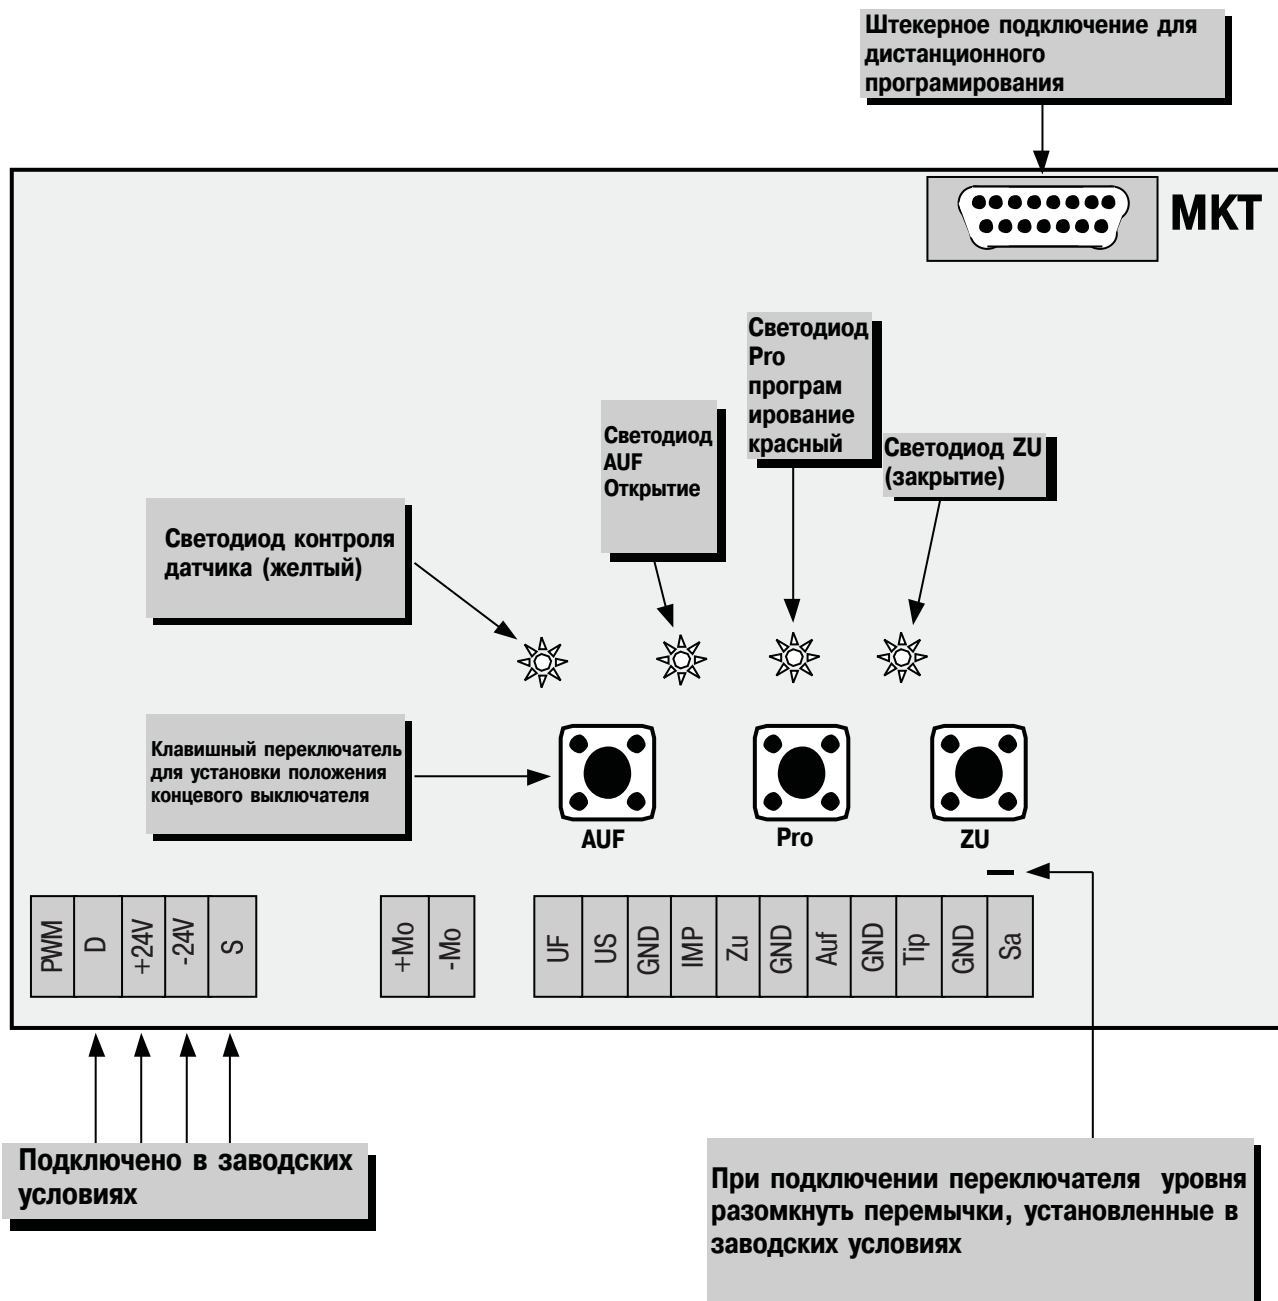 Штекерное подключение для
дистанционного
програмирования
MKT
Светодиод
Pro
програм
ирование
красный
Светодиод
AUF
Открытие
Светодиод ZU
(закрытие)
Светодиод контроля
датчика (желтый)
Клавишный переключатель
для установки положения
концевого выключателя
AUF
Pro
ZU
PWM
D
+24V
-24V
S
+Mo
-Mo
UF
US
GND
IMP
Zu
GND
Auf
GND
Tip
GND
Sa
Подключено в заводских
условиях
При подключении переключателя уровня
разомкнуть перемычки, установленные в
заводских условиях